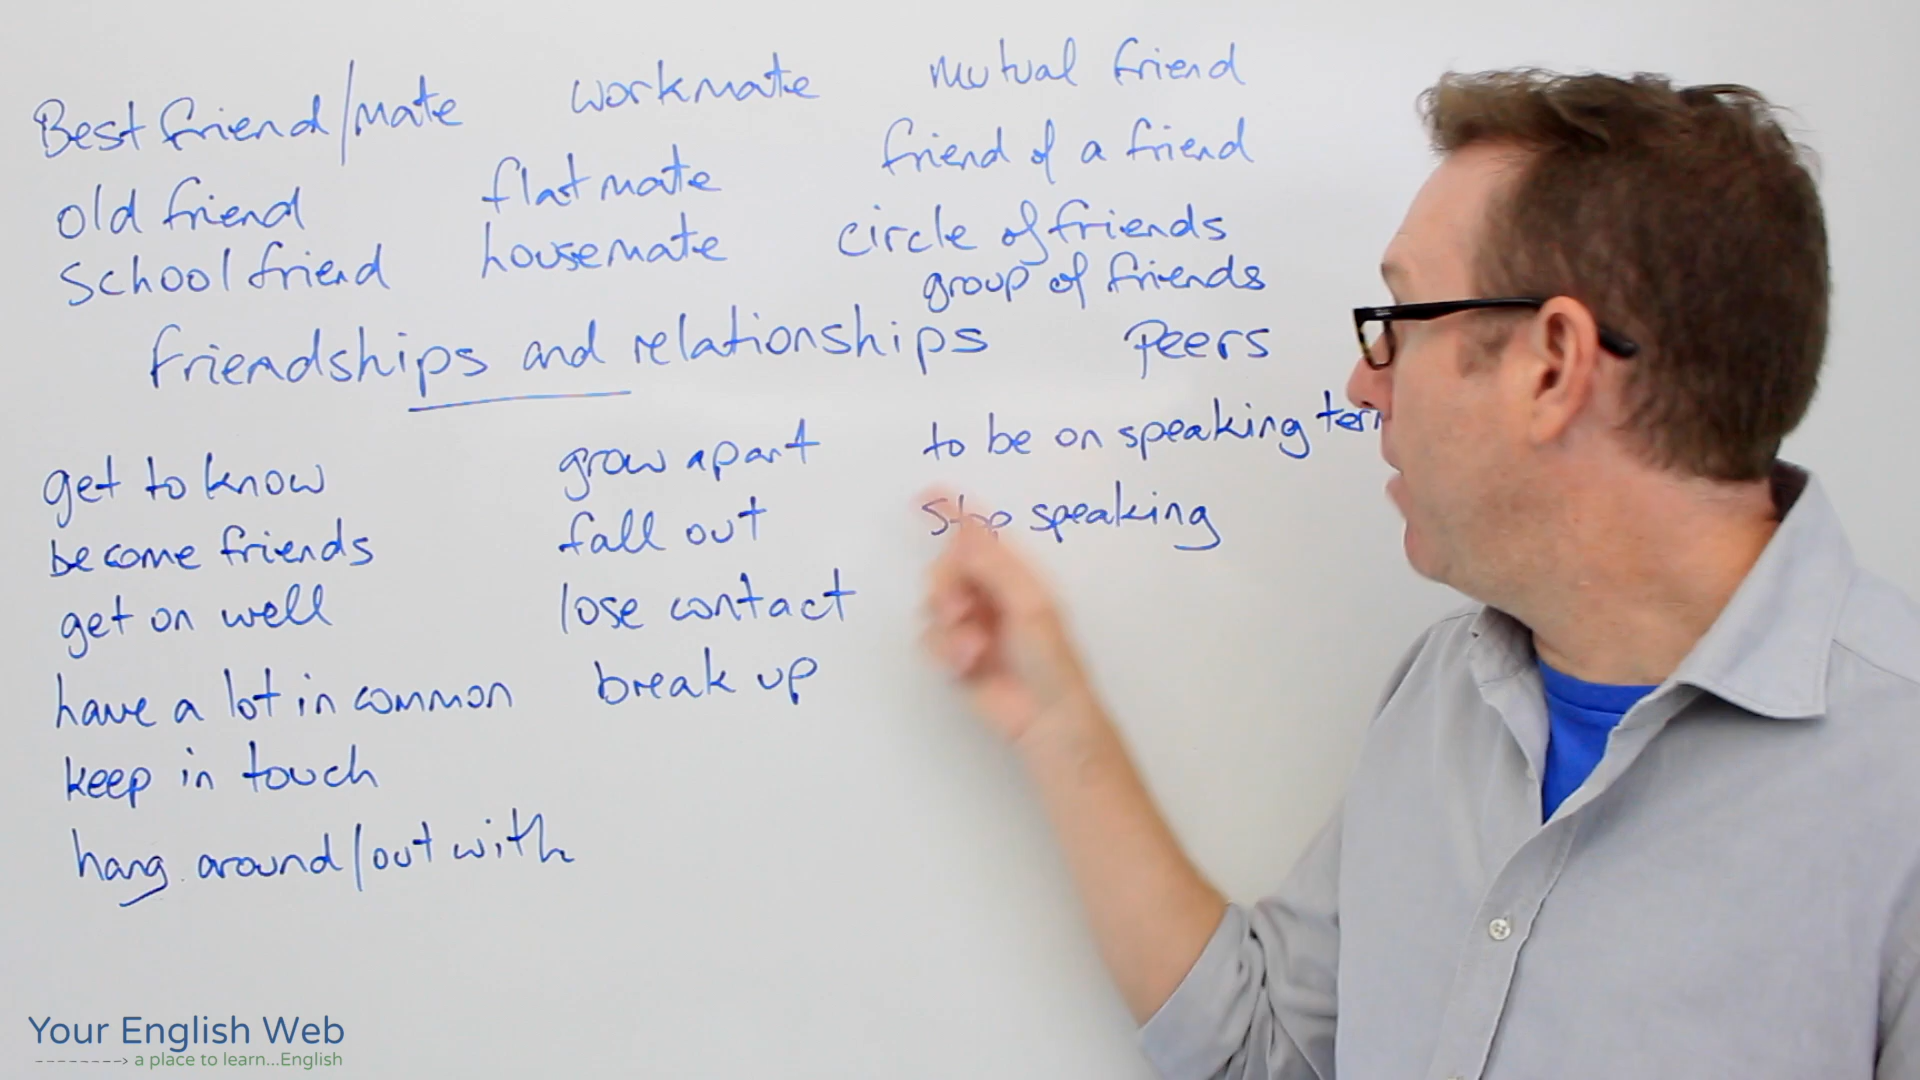 Best friend/mate workmate mutual friend
friend of a friend
old friend flatmate
circle of friends
school friend housemate
group of friends
friendships and relationships peers
get to know grow apart to be on speaking
become friends fall out stop speaking
get on well lose contact
have a lot in common break up
keep in touch
hang around/out with
Your English Web
a place to learn...English